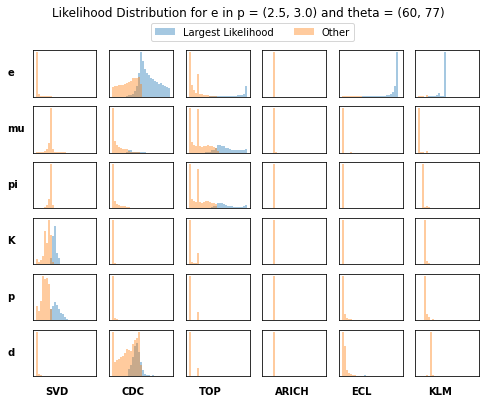 Likelihood Distribution for e in p = (2.5, 3.0) and theta = (60, 77)
Largest Likelihood Other
e
mu
pi
K
p
d
SVD CDC TOP ARICH ECL KLM